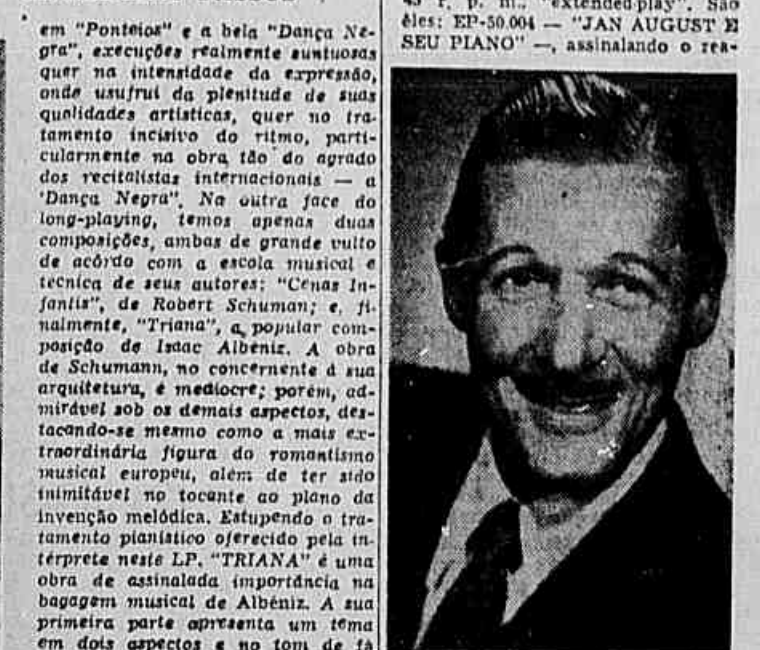 em "Ponteios" e a bela "Dança Ne-
gra", execuções realmente suntuosas
quer na intensidade da expressão,
onde usufrui da plenitude de suas
qualidades artísticas, quer no tra-
tamento incisivo do ritmo, parti-
cularmente na obra tão do agrado
dos recitalistas internacionais — a
"Dança Negra". Na outra face do
long-playing, temos apenas duas
composições, ambas de grande vulto
de acôrdo com a escola musical e
técnica de seus autores: "Cenas In-
fantis", de Robert Schuman; e, fi-
nalmente, "Triana", a popular com-
posição de Isaac Albéniz. A obra
de Schumann, no concernente à sua
arquitetura, é medíocre; porém, ad-
mirável sob os demais aspectos, des-
tacando-se mesmo como a mais ex-
traordinária figura do romantismo
musical europeu, além de ter sido
inimitável no tocante ao plano da
invenção melódica. Estupendo o tra-
tamento pianístico oferecido pela in-
térprete neste LP. "TRIANA" é uma
obra de assinalada importância na
bagagem musical de Albéniz. A sua
primeira parte apresenta um tema
em dois aspectos e no tom de fá
45 r. p. m., "extended-play". São
êles: EP-50.004 — "JAN AUGUST E
SEU PIANO" —, assinalando o rea-